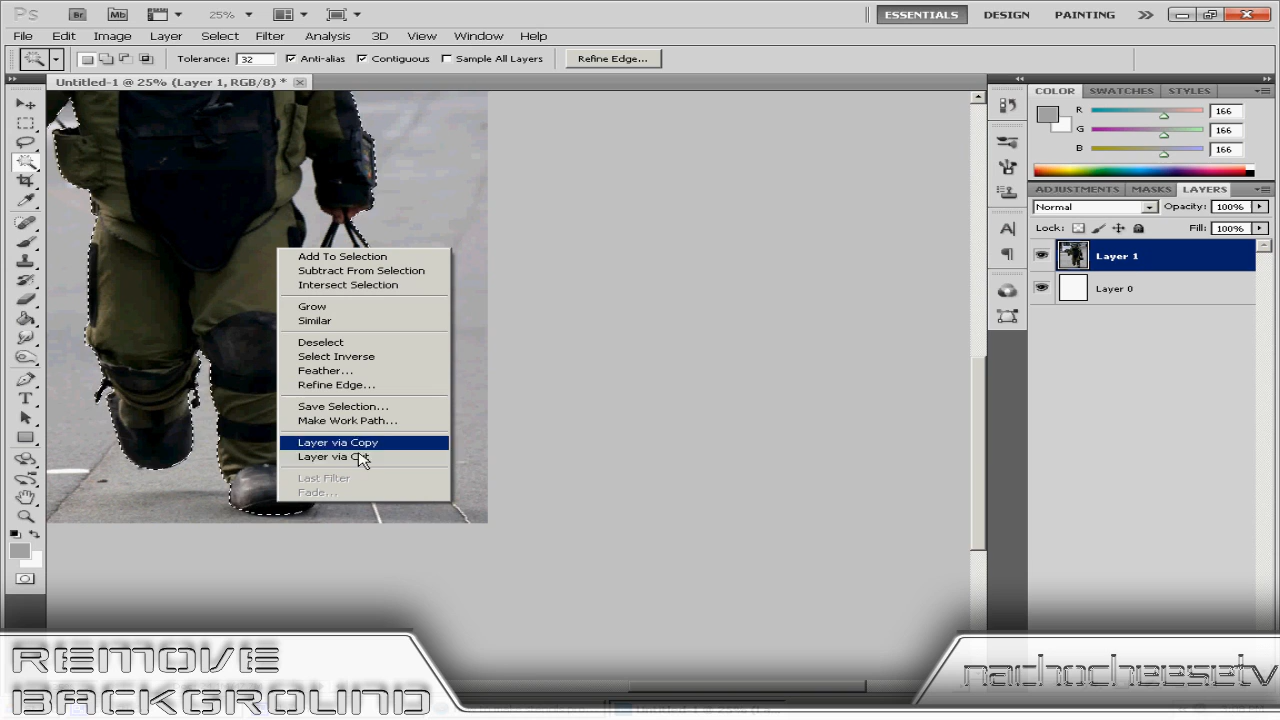 Ps Br Mb 25% ESSENTIALS DESIGN PAINTING
File Edit Image Layer Select Filter Analysis 3D View Window Help
Tolerance: 32 Anti-alias Contiguous Sample All Layers Refine Edge...
Untitled-1 @ 25% (Layer 1, RGB/8) *
COLOR SWATCHES STYLES
R 166
G 166
B 166
ADJUSTMENTS MASKS LAYERS
Normal Opacity: 100%
Lock: Fill: 100%
Layer 1
Layer 0
Add To Selection
Subtract From Selection
Intersect Selection
Grow
Similar
Deselect
Select Inverse
Feather...
Refine Edge...
Save Selection...
Make Work Path...
Layer via Copy
Layer via Cut
Last Filter
Fade...
REMOVE
BACKGROUND
nachocheesetv